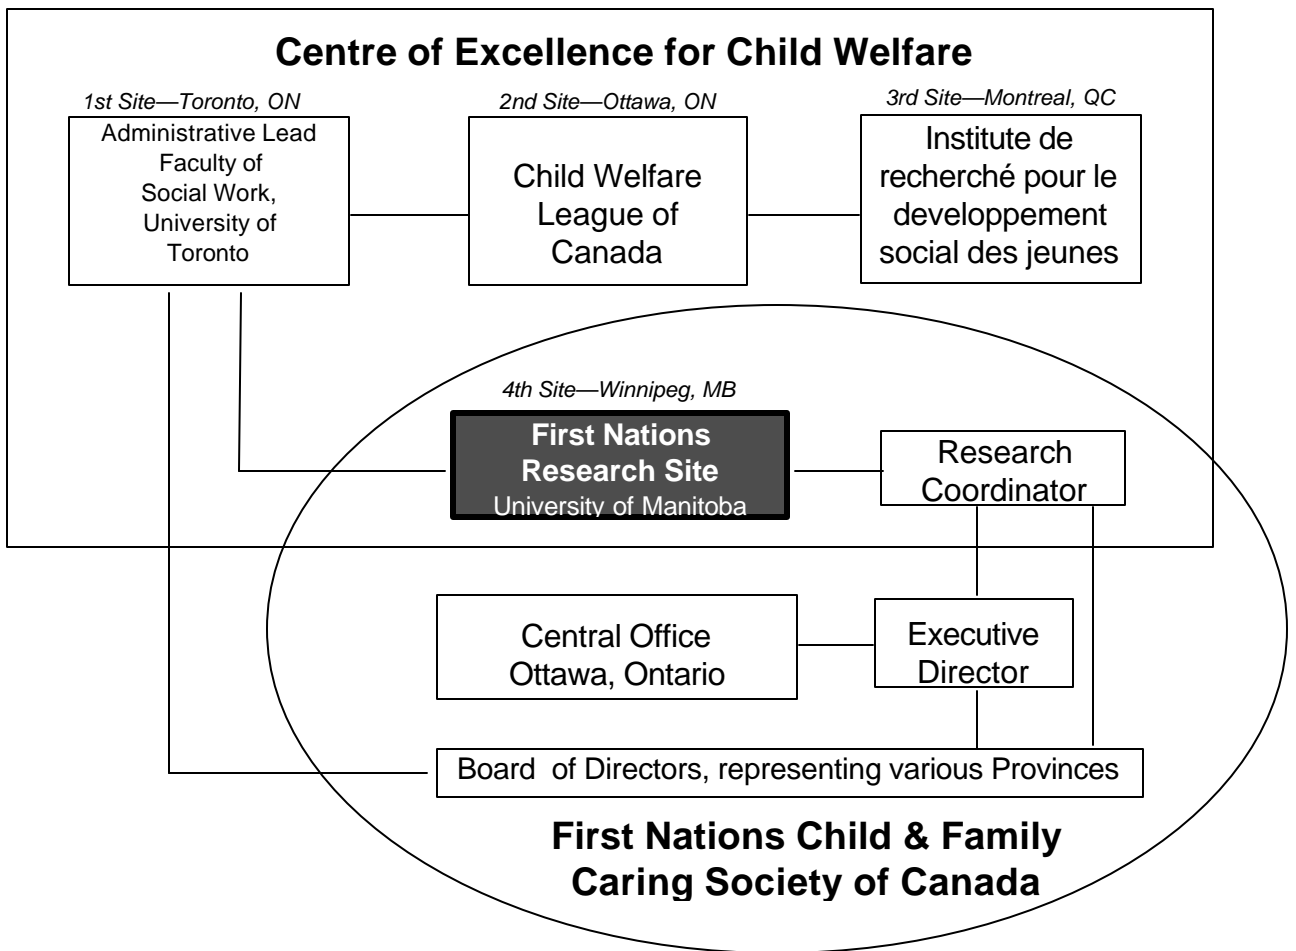 Centre of Excellence for Child Welfare
1st Site—Toronto, ON
Administrative Lead
Faculty of
Social Work,
University of
Toronto
2nd Site—Ottawa, ON
Child Welfare
League of
Canada
3rd Site—Montreal, QC
Institute de
recherché pour le
developpement
social des jeunes
4th Site—Winnipeg, MB
First Nations
Research Site
University of Manitoba
Research
Coordinator
Central Office
Ottawa, Ontario
Executive
Director
Board of Directors, representing various Provinces
First Nations Child & Family
Caring Society of Canada